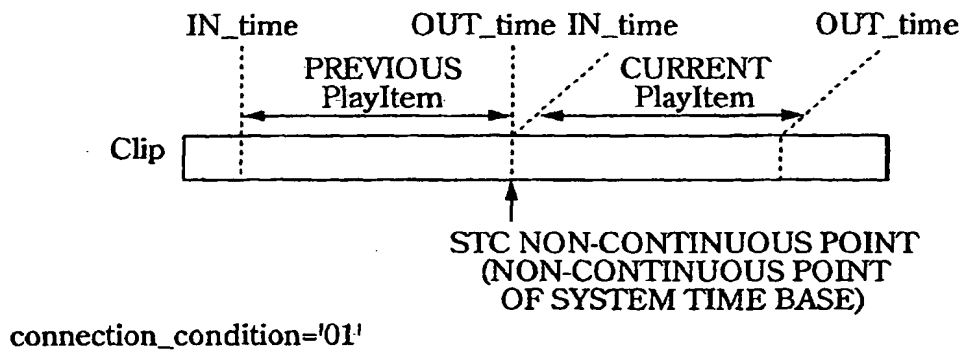 IN_time OUT_time IN_time OUT_time
PREVIOUS PlayItem
CURRENT PlayItem
Clip
STC NON-CONTINUOUS POINT
(NON-CONTINUOUS POINT
OF SYSTEM TIME BASE)
connection_condition='01'